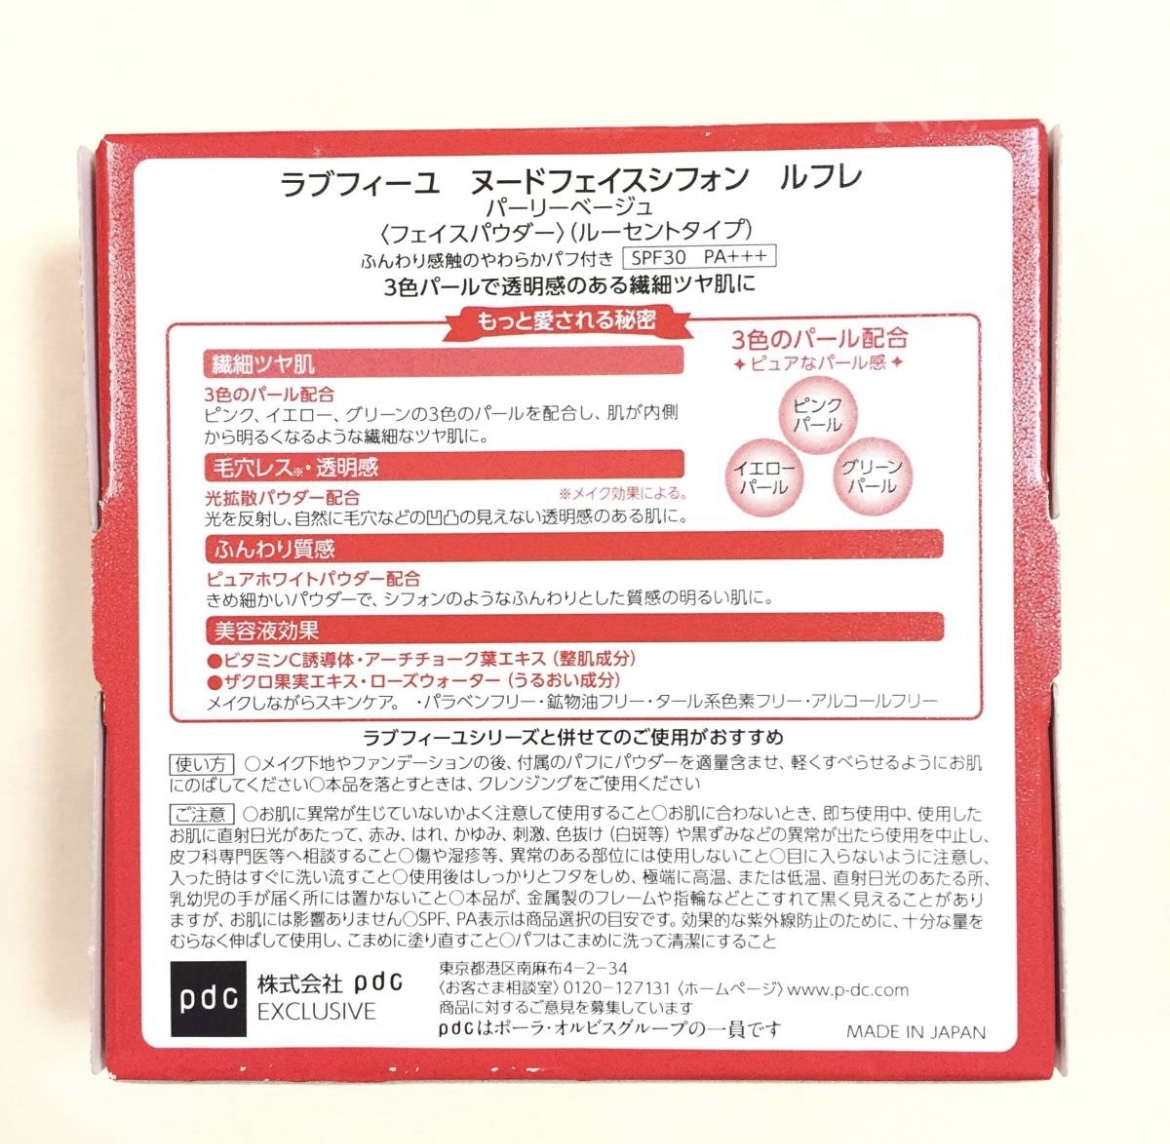 ラブフィーユ ヌードフェイスシフォン ルフレ
パーリーベージュ
〈フェイスパウダー〉(ルーセントタイプ)
ふんわり感触のやわらかパフ付き SPF30 PA+++
3色パールで透明感のある繊細ツヤ肌に
もっと愛される秘密
繊細ツヤ肌
3色のパール配合
ピンク、イエロー、グリーンの3色のパールを配合し、肌が内側
から明るくなるような繊細なツヤ肌に。
3色のパール配合
✦ピュアなパール感✦
ピンク
パール
イエロー
パール
グリーン
パール
毛穴レス※・透明感
光拡散パウダー配合 ※メイク効果による。
光を反射し、自然に毛穴などの凹凸の見えない透明感のある肌に。
ふんわり質感
ピュアホワイトパウダー配合
きめ細かいパウダーで、シフォンのようなふんわりとした質感の明るい肌に。
美容液効果
●ビタミンC誘導体・アーチチョーク葉エキス(整肌成分)
●ザクロ果実エキス・ローズウォーター(うるおい成分)
メイクしながらスキンケア。 ・パラベンフリー・鉱物油フリー・タール系色素フリー・アルコールフリー
ラブフィーユシリーズと併せてのご使用がおすすめ
使い方 ○メイク下地やファンデーションの後、付属のパフにパウダーを適量含ませ、軽くすべらせるようにお肌
にのばしてください○本品を落とすときは、クレンジングをご使用ください
ご注意 ○お肌に異常が生じていないかよく注意して使用すること○お肌に合わないとき、即ち使用中、使用した
お肌に直射日光があたって、赤み、はれ、かゆみ、刺激、色抜け(白斑等)や黒ずみなどの異常が出たら使用を中止し、
皮フ科専門医等へ相談すること○傷や湿疹等、異常のある部位には使用しないこと○目に入らないように注意し、
入った時はすぐに洗い流すこと○使用後はしっかりとフタをしめ、極端に高温、または低温、直射日光のあたる所、
乳幼児の手が届く所には置かないこと○本品が、金属製のフレームや指輪などとこすれて黒く見えることがあり
ますが、お肌には影響ありません○SPF、PA表示は商品選択の目安です。効果的な紫外線防止のために、十分な量を
むらなく伸ばして使用し、こまめに塗り直すこと○パフはこまめに洗って清潔にすること
pdc
株式会社 pdc
EXCLUSIVE
東京都港区南麻布4-2-34
〈お客さま相談室〉0120-127131〈ホームページ〉www.p-dc.com
商品に対するご意見を募集しています
pdcはポーラ・オルビスグループの一員です
MADE IN JAPAN